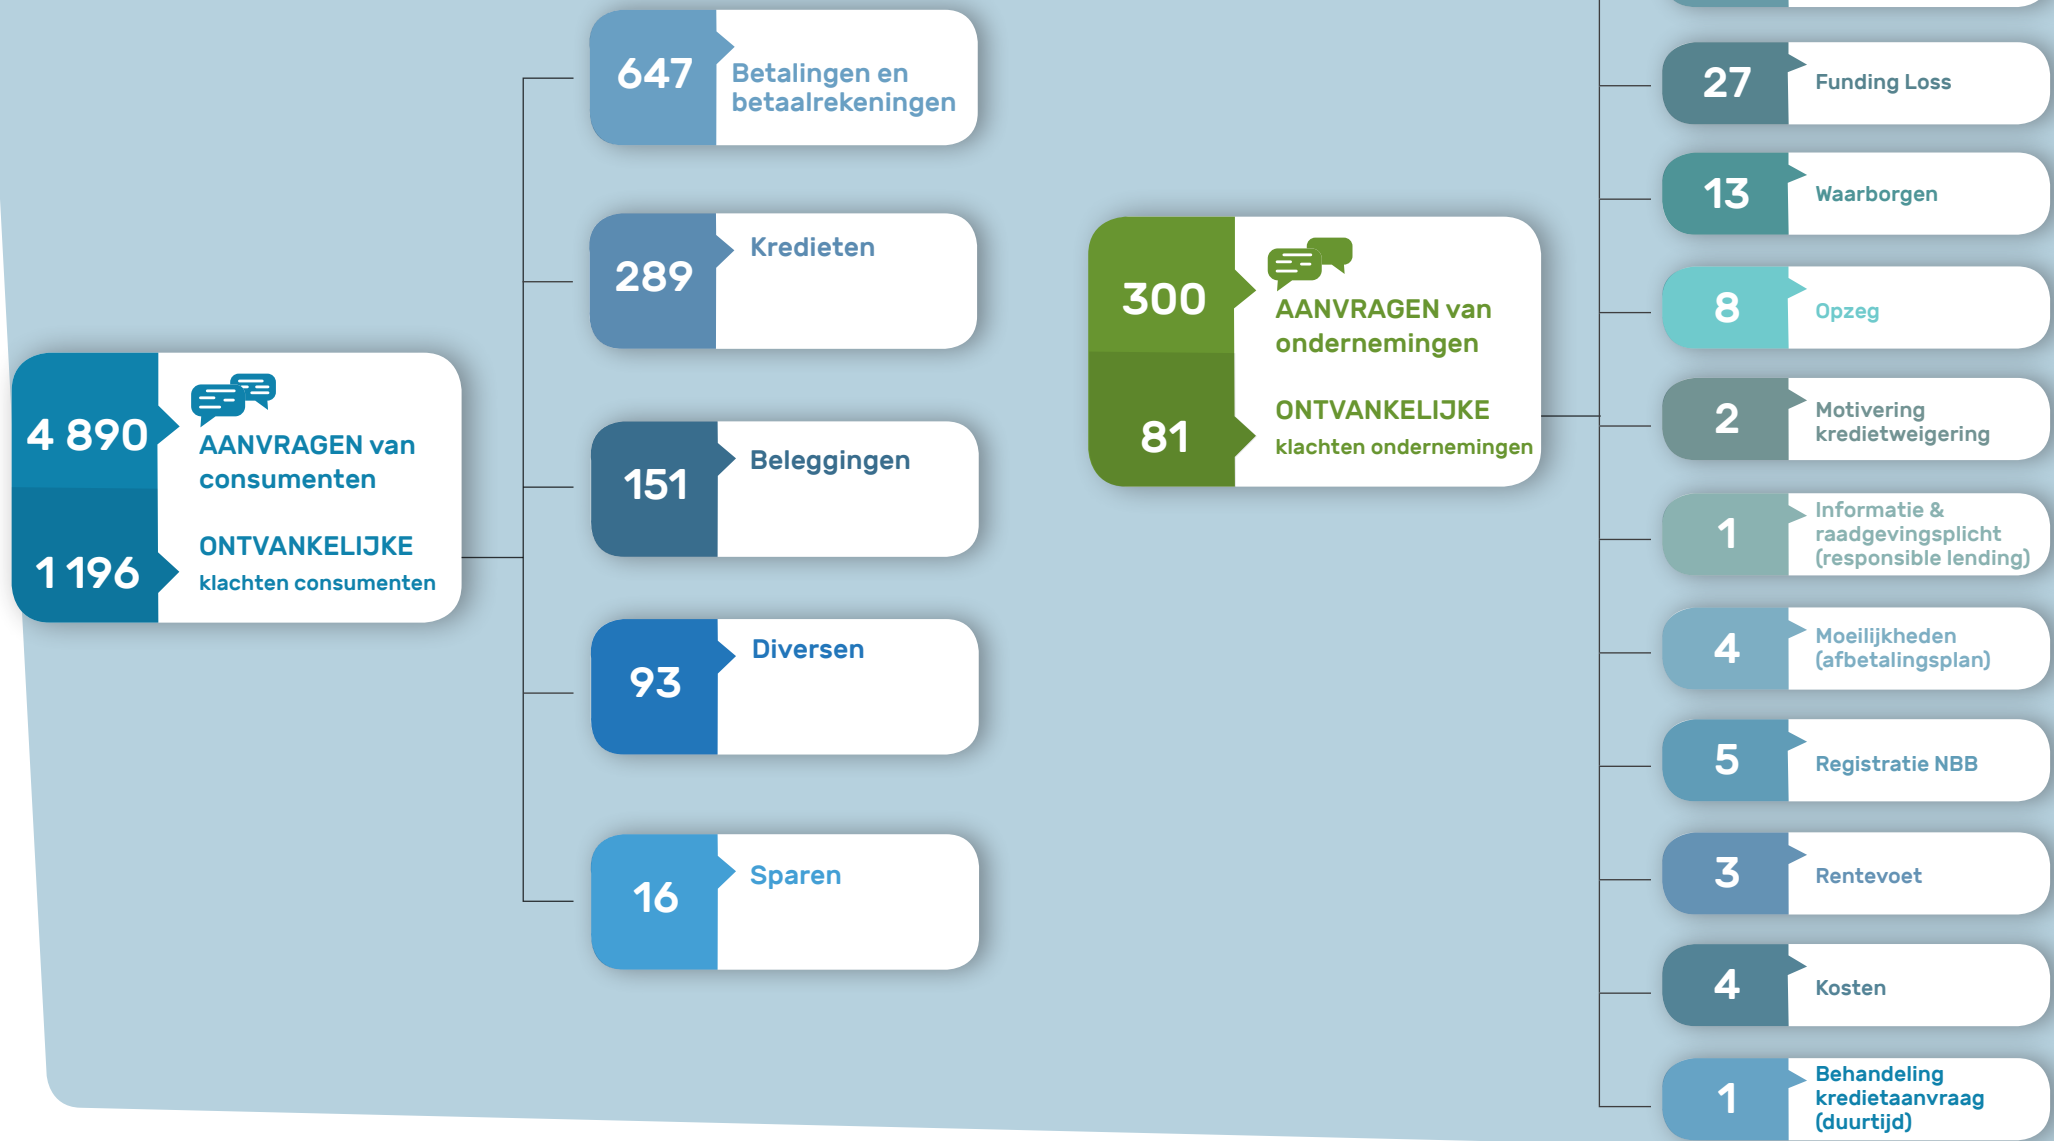 4 890
AANVRAGEN van
consumenten
1 196
ONTVANKELIJKE
klachten consumenten
647
Betalingen en
betaalrekeningen
289
Kredieten
151
Beleggingen
93
Diversen
16
Sparen
300
AANVRAGEN van
ondernemingen
81
ONTVANKELIJKE
klachten ondernemingen
27
Funding Loss
13
Waarborgen
8
Opzeg
2
Motivering
kredietweigering
1
Informatie &
raadgevingsplicht
(responsible lending)
4
Moeilijkheden
(afbetalingsplan)
5
Registratie NBB
3
Rentevoet
4
Kosten
1
Behandeling
kredietaanvraag
(duurtijd)